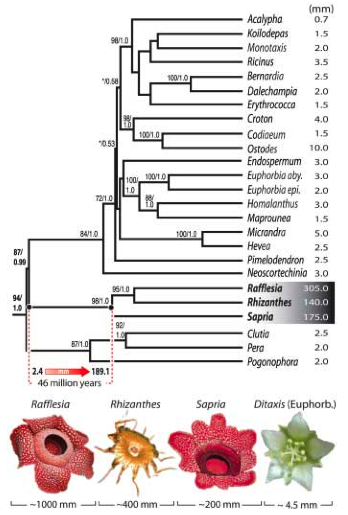 (mm)
Acalypha 0.7
98/1.0
Koilodepas 1.5
Monotaxis 2.0
Ricinus 3.5
*/0.58
Bernardia 2.5
100/1.0
Dalechampia 2.0
Erythrococca 1.5
98/
1.0
Croton 4.0
Codiaeum 1.5
100/1.0
Ostodes 10.0
*/0.53
Endospermum 3.0
100/1.0
Euphorbia aby. 3.0
100/
1.0
Euphorbia epi. 2.0
88/
1.0
Homalanthus 3.0
72/1.0
Maprounea 1.5
Micrandra 5.0
84/1.0
100/1.0
Hevea 2.5
Pimelodendron 2.5
87/
0.99
Neoscortechinia 3.0
95/1.0
Rafflesia 305.0
94/
1.0
98/1.0
Rhizanthes 140.0
Sapria 175.0
92/
1.0
Clutia 2.5
87/1.0
Pera 2.0
Pogonophora 2.0
2.4 mm 189.1
46 million years
Rafflesia Rhizanthes Sapria Ditaxis (Euphorb.)
~1000 mm ~400 mm ~200 mm ~4.5 mm